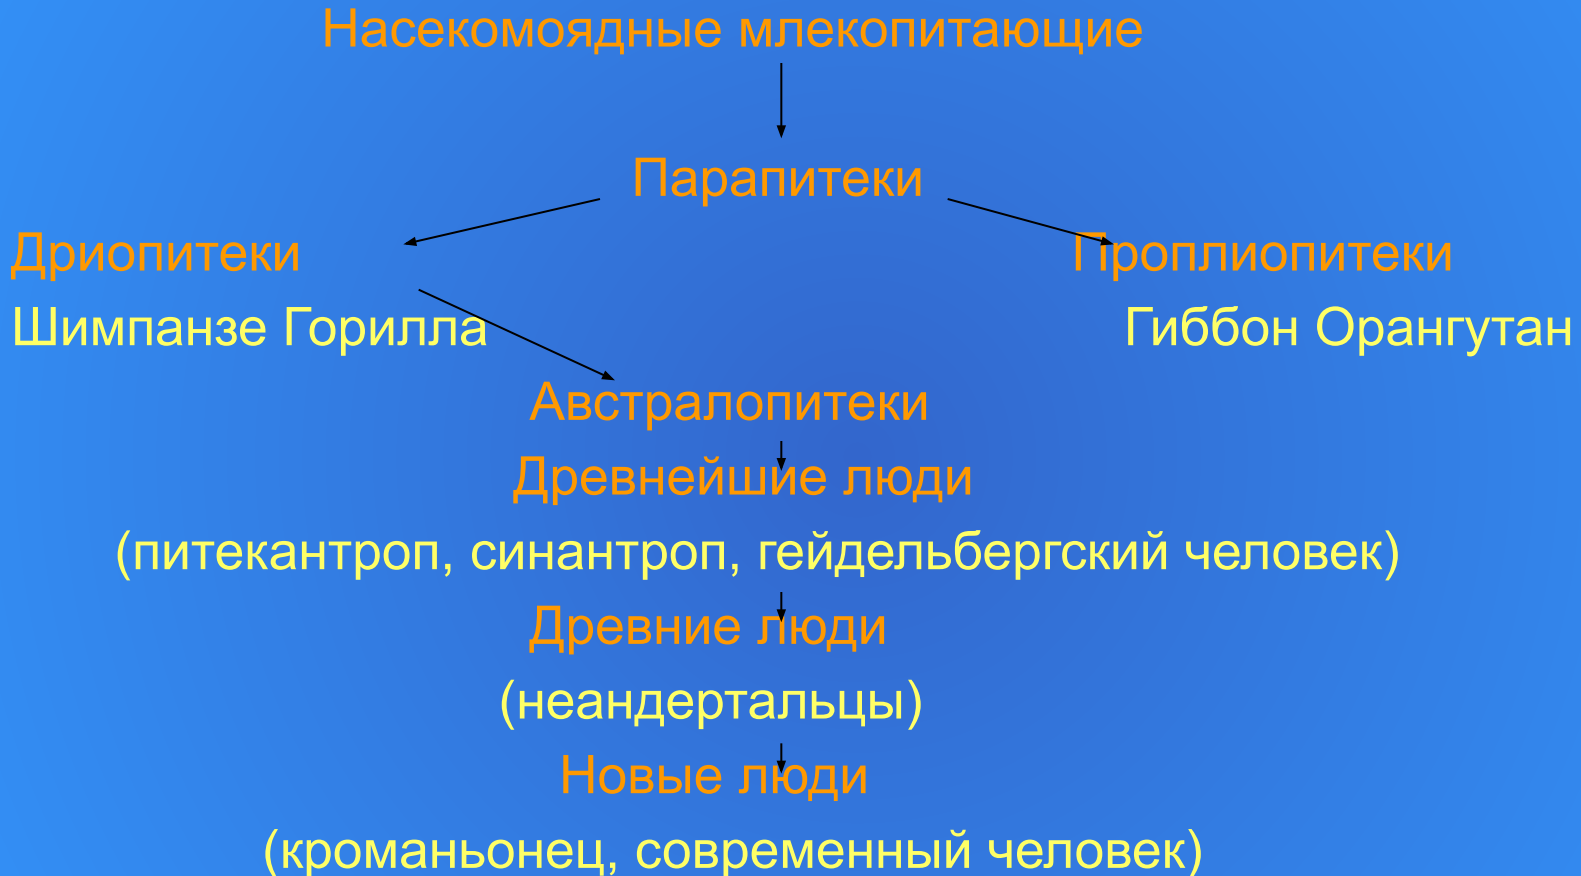 Насекомоядные млекопитающие
Парапитеки
Дриопитеки Проплиопитеки
Шимпанзе Горилла Гиббон Орангутан
Австралопитеки
Древнейшие люди
(питекантроп, синантроп, гейдельбергский человек)
Древние люди
(неандертальцы)
Новые люди
(кроманьонец, современный человек)